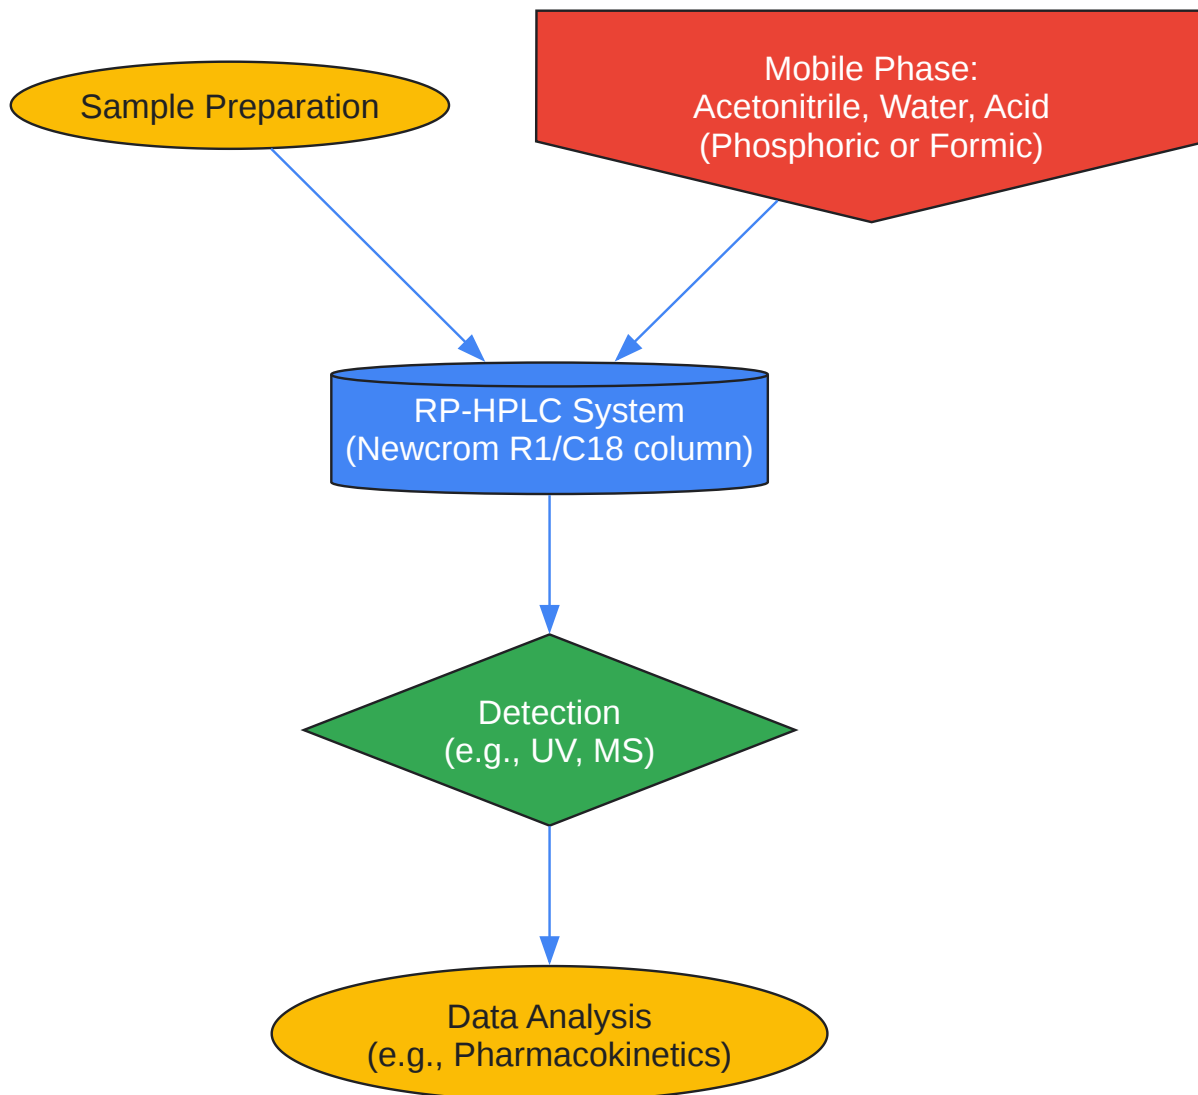 Sample Preparation
Mobile Phase:
Acetonitrile, Water, Acid
(Phosphoric or Formic)
RP-HPLC System
(Newcrom R1/C18 column)
Detection
(e.g., UV, MS)
Data Analysis
(e.g., Pharmacokinetics)